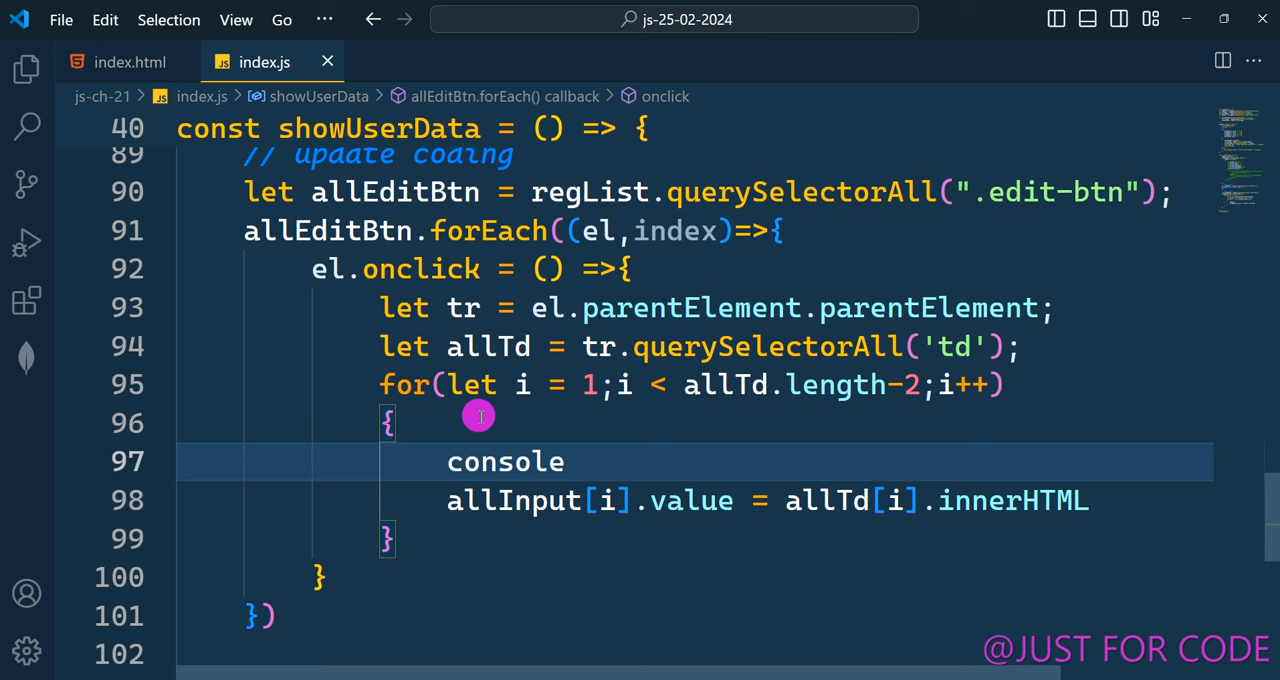 File Edit Selection View Go ··· js-25-02-2024
index.html index.js
js-ch-21 > JS index.js > showUserData > allEditBtn.forEach() callback > onclick
40 const showUserData = () => {
89 // update coding
90 let allEditBtn = regList.querySelectorAll(".edit-btn");
91 allEditBtn.forEach((el,index)=>{
92 el.onclick = () =>{
93 let tr = el.parentElement.parentElement;
94 let allTd = tr.querySelectorAll('td');
95 for(let i = 1;i < allTd.length-2;i++)
96 {
97 console
98 allInput[i].value = allTd[i].innerHTML
99 }
100 }
101 })
102
@JUST FOR CODE